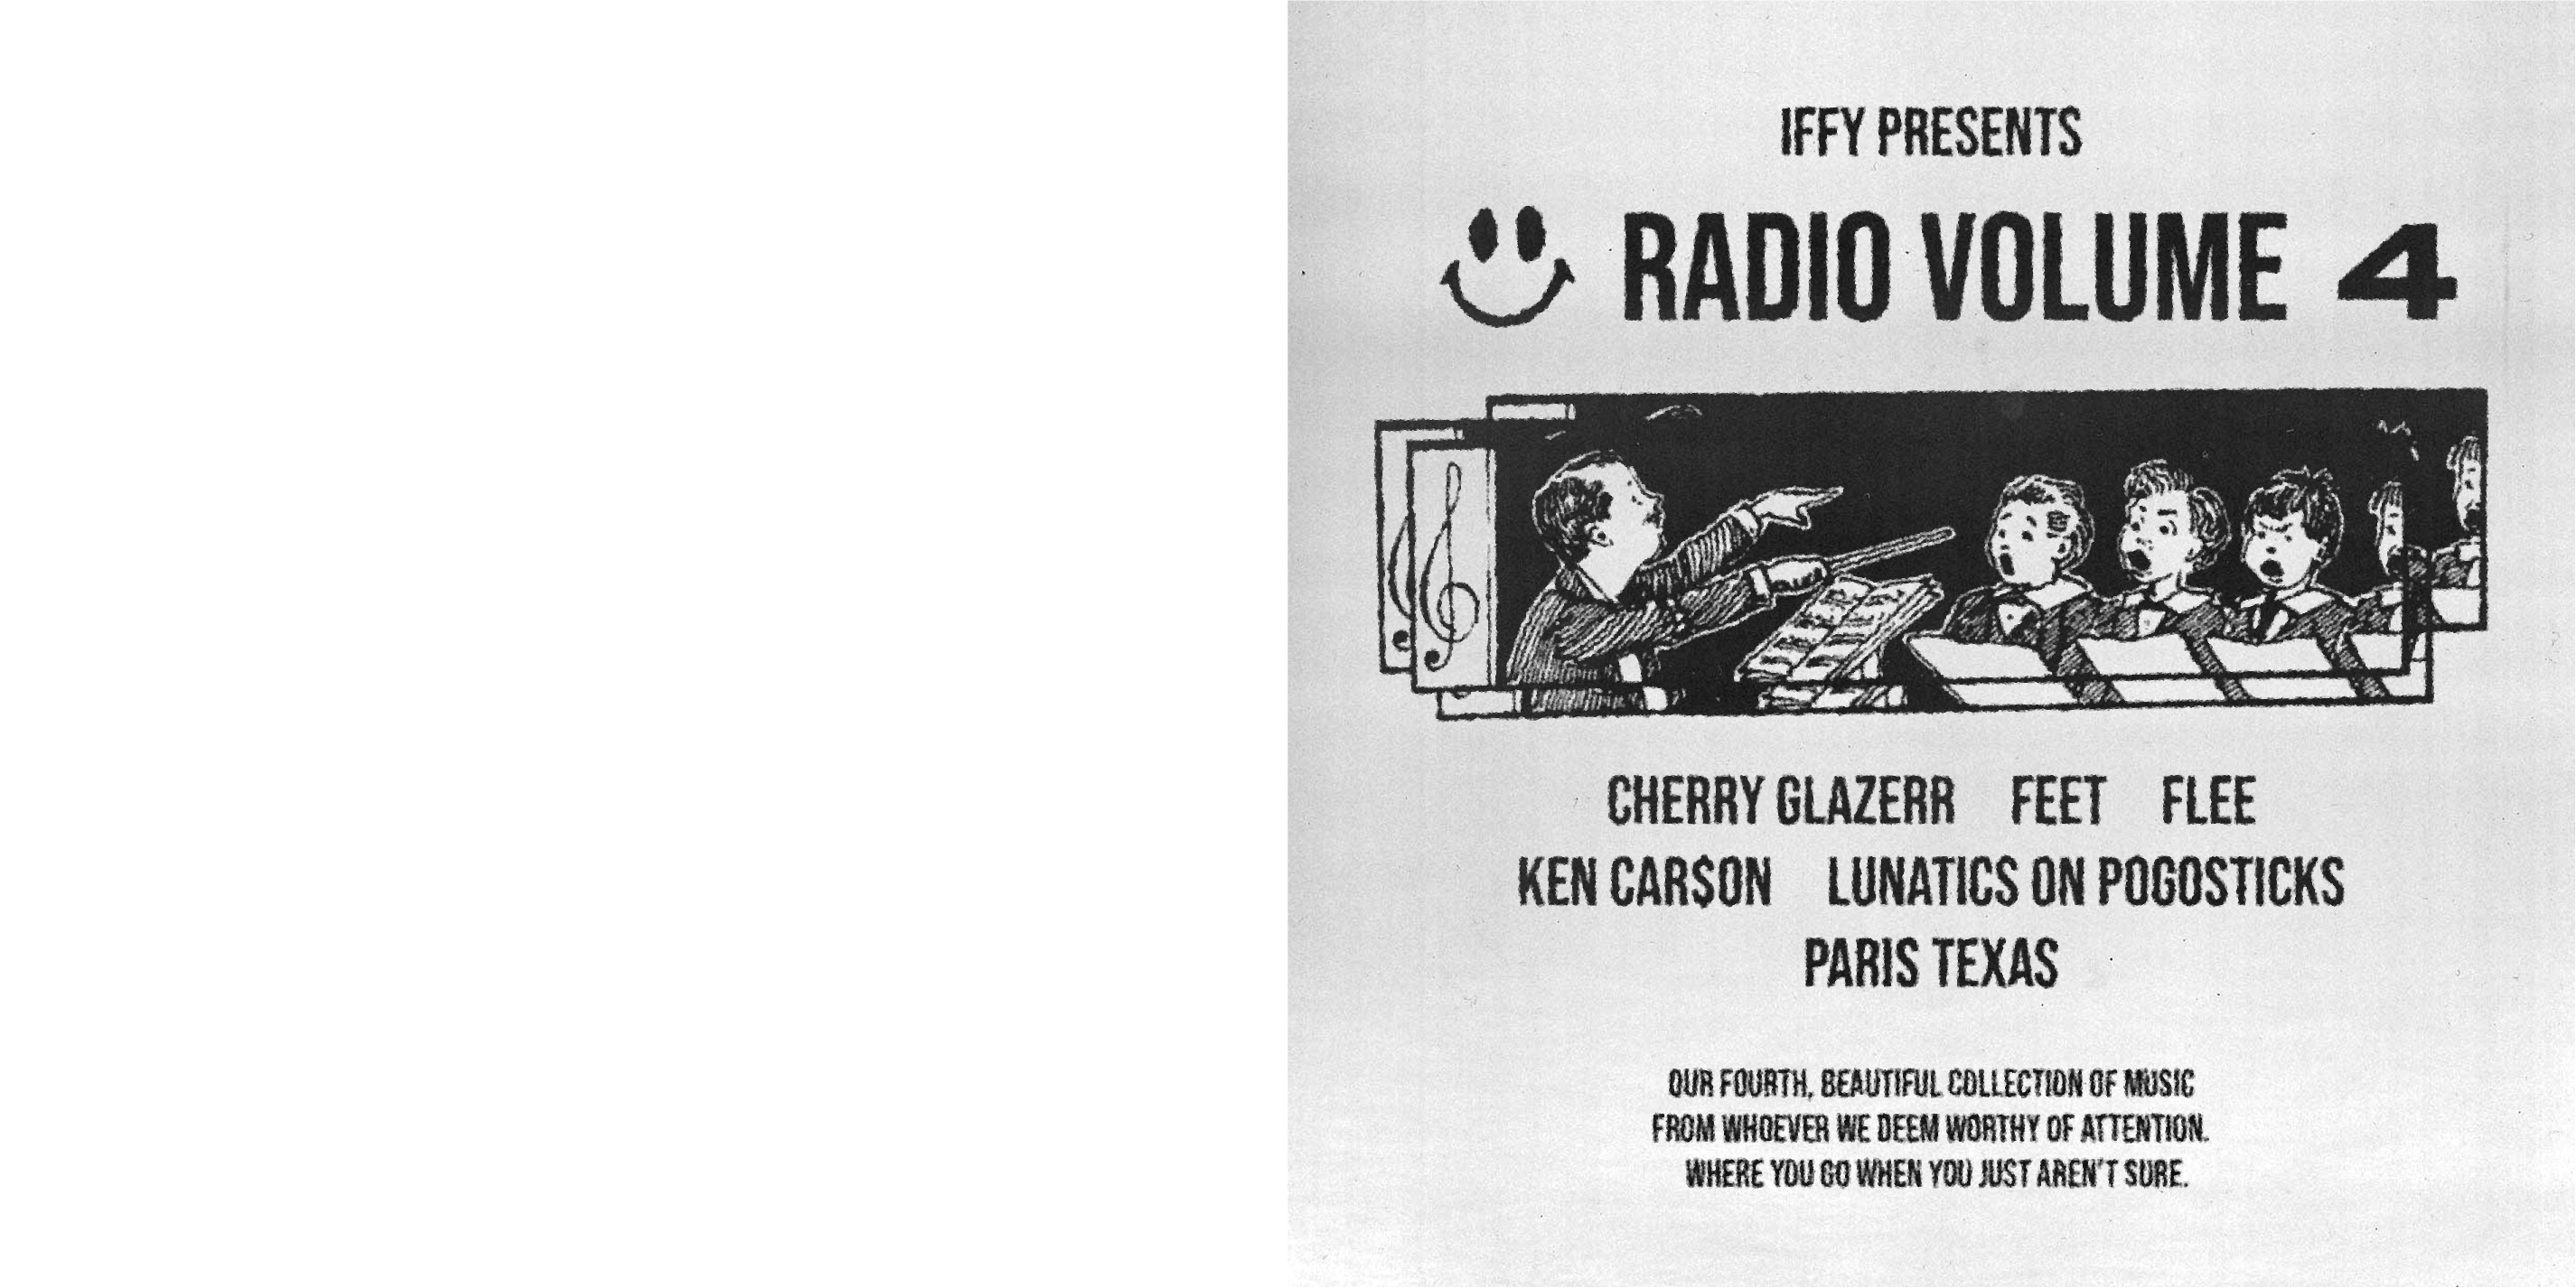 IFFY PRESENTS
RADIO VOLUME 4
CHERRY GLAZERR FEET FLEE
KEN CAR$ON LUNATICS ON POGOSTICKS
PARIS TEXAS
OUR FOURTH, BEAUTIFUL COLLECTION OF MUSIC
FROM WHOEVER WE DEEM WORTHY OF ATTENTION.
WHERE YOU GO WHEN YOU JUST AREN'T SURE.